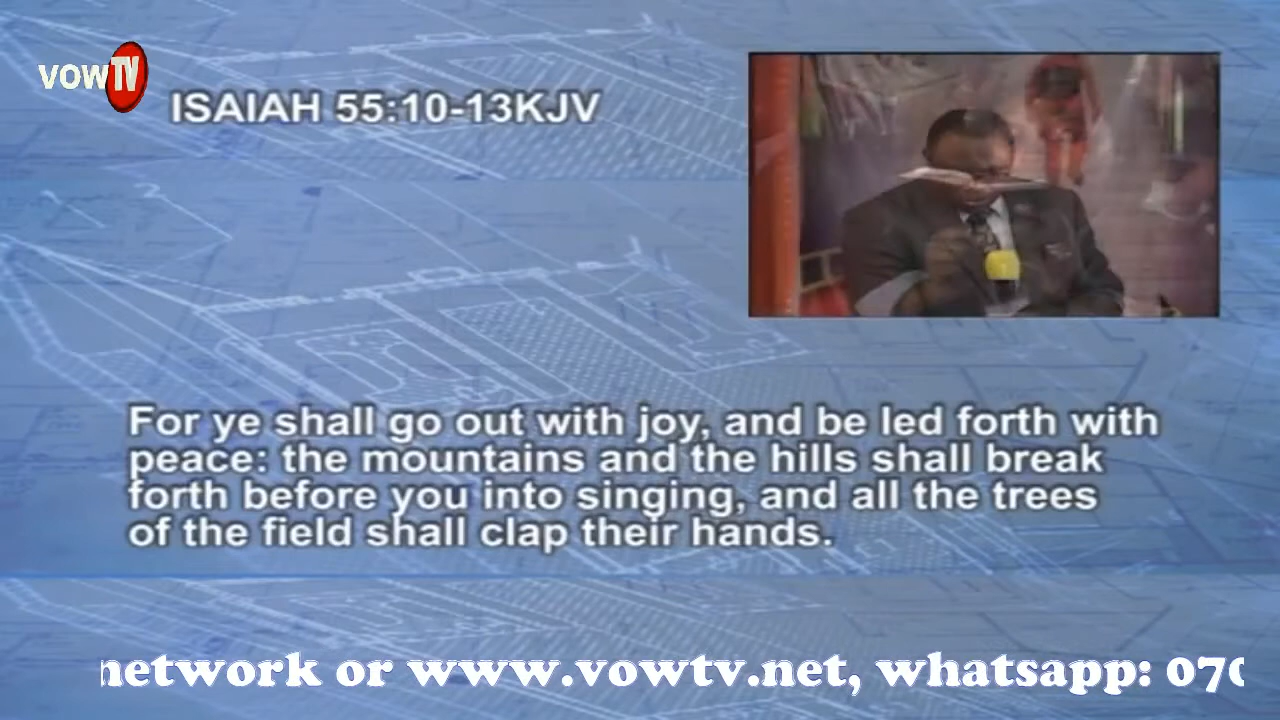 VOWTV
ISAIAH 55:10-13KJV
For ye shall go out with joy, and be led forth with
peace: the mountains and the hills shall break
forth before you into singing, and all the trees
of the field shall clap their hands.
network or www.vowtv.net, whatsapp: 070